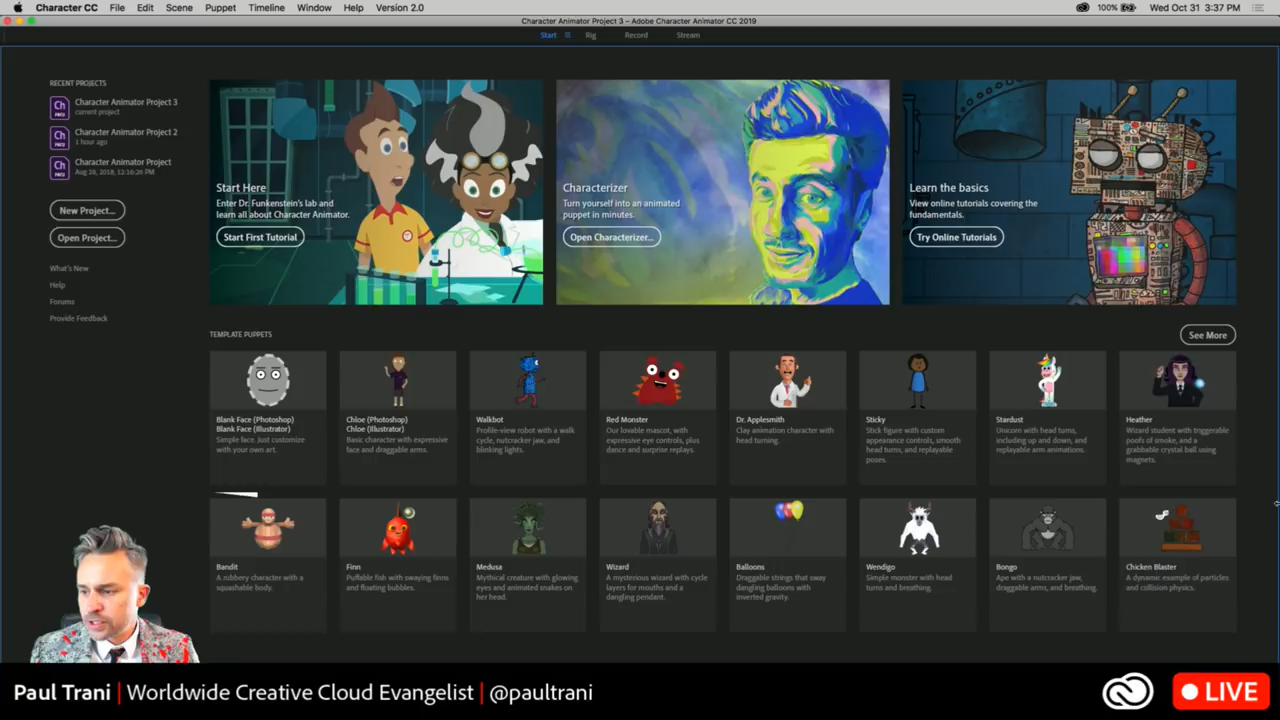 Character CC File Edit Scene Puppet Timeline Window Help Version 2.0
100% Wed Oct 31 3:37 PM
Character Animator Project 3 – Adobe Character Animator CC 2019
Start Rig Record Stream
RECENT PROJECTS
Ch
Character Animator Project 3
current project
Ch
Character Animator Project 2
1 hour ago
Ch
Character Animator Project
Aug 28, 2018, 12:16:26 PM
New Project...
Open Project...
What's New
Help
Forums
Provide Feedback
Start Here
Enter Dr. Funkenstein's lab and
learn all about Character Animator.
Start First Tutorial
Characterizer
Turn yourself into an animated
puppet in minutes.
Open Characterizer...
Learn the basics
View online tutorials covering the
fundamentals.
Try Online Tutorials
TEMPLATE PUPPETS
See More
Blank Face (Photoshop)
Blank Face (Illustrator)
Simple face. Just customize
with your own art.
Chloe (Photoshop)
Chloe (Illustrator)
Basic character with expressive
face and draggable arms.
Walkbot
Profile-view robot with a walk
cycle, nutcracker jaw, and
blinking lights.
Red Monster
Our lovable mascot, with
expressive eye controls, plus
dance and surprise replays.
Dr. Applesmith
Clay animation character with
head turning.
Sticky
Stick figure with custom
appearance controls, smooth
head turns, and replayable
poses.
Stardust
Unicorn with head turns,
including up and down, and
replayable arm animations.
Heather
Wizard student with triggerable
poofs of smoke, and a
grabbable crystal ball using
magnets.
Bandit
A rubbery character with a
squashable body.
Finn
Puffable fish with swaying finns
and floating bubbles.
Medusa
Mythical creature with glowing
eyes and animated snakes on
her head.
Wizard
A mysterious wizard with cycle
layers for mouths and a
dangling pendant.
Balloons
Draggable strings that sway
dangling balloons with
inverted gravity.
Wendigo
Simple monster with head
turns and breathing.
Bongo
Ape with a nutcracker jaw,
draggable arms, and breathing.
Chicken Blaster
A dynamic example of particles
and collision physics.
Paul Trani | Worldwide Creative Cloud Evangelist | @paultrani
LIVE